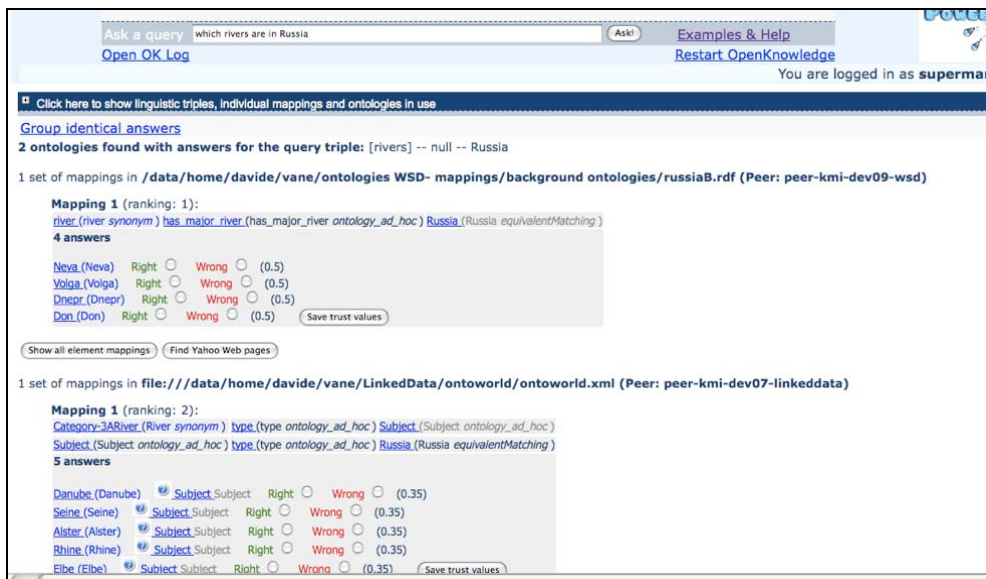 Ask a query which rivers are in Russia Ask! Examples & Help
Open OK Log Restart OpenKnowledge
You are logged in as superma
Click here to show linguistic triples, individual mappings and ontologies in use
Group identical answers
2 ontologies found with answers for the query triple: [rivers] -- null -- Russia
1 set of mappings in /data/home/davide/vane/ontologies WSD- mappings/background ontologies/russiaB.rdf (Peer: peer-kmi-dev09-wsd)
Mapping 1 (ranking: 1):
river (river synonym ) has_major_river (has_major_river ontology_ad_hoc ) Russia (Russia equivalentMatching )
4 answers
Neva (Neva) Right Wrong (0.5)
Volga (Volga) Right Wrong (0.5)
Dnepr (Dnepr) Right Wrong (0.5)
Don (Don) Right Wrong (0.5) Save trust values
Show all element mappings Find Yahoo Web pages
1 set of mappings in file:///data/home/davide/vane/LinkedData/ontoworld/ontoworld.xml (Peer: peer-kmi-dev07-linkeddata)
Mapping 1 (ranking: 2):
Category-3ARiver (River synonym ) type (type ontology_ad_hoc ) Subject (Subject ontology_ad_hoc )
Subject (Subject ontology_ad_hoc ) type (type ontology_ad_hoc ) Russia (Russia equivalentMatching )
5 answers
Danube (Danube) Subject Subject Right Wrong (0.35)
Seine (Seine) Subject Subject Right Wrong (0.35)
Alster (Alster) Subject Subject Right Wrong (0.35)
Rhine (Rhine) Subject Subject Right Wrong (0.35)
Elbe (Elbe) Subject Subject Right Wrong (0.35) Save trust values